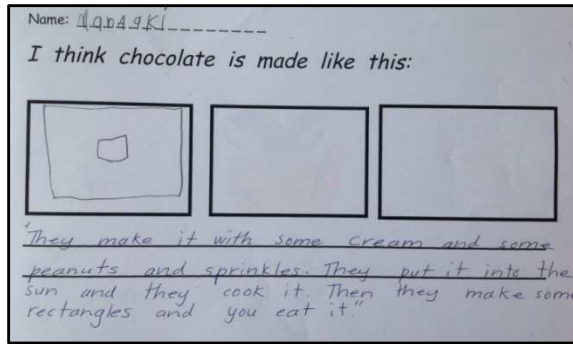 Name:
I think chocolate is made like this:
"They make it with some cream and some
peanuts and sprinkles. They put it into the
sun and they cook it. Then they make some
rectangles and you eat it."